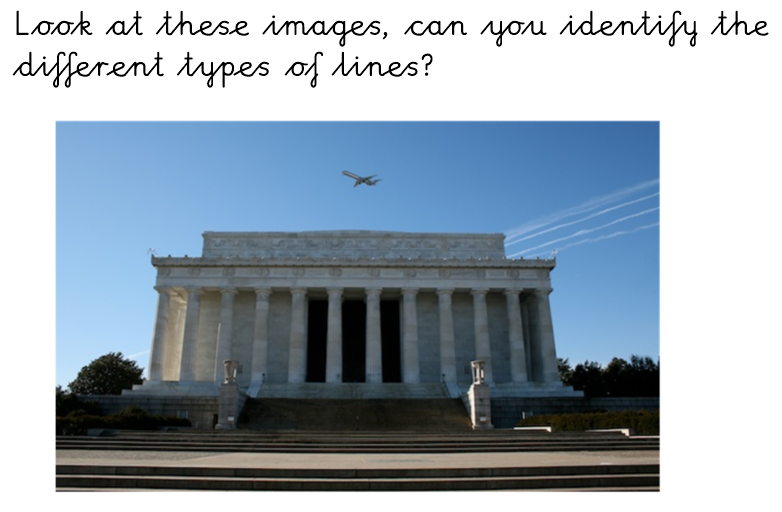 Look at these images, can you identify the
different types of lines?